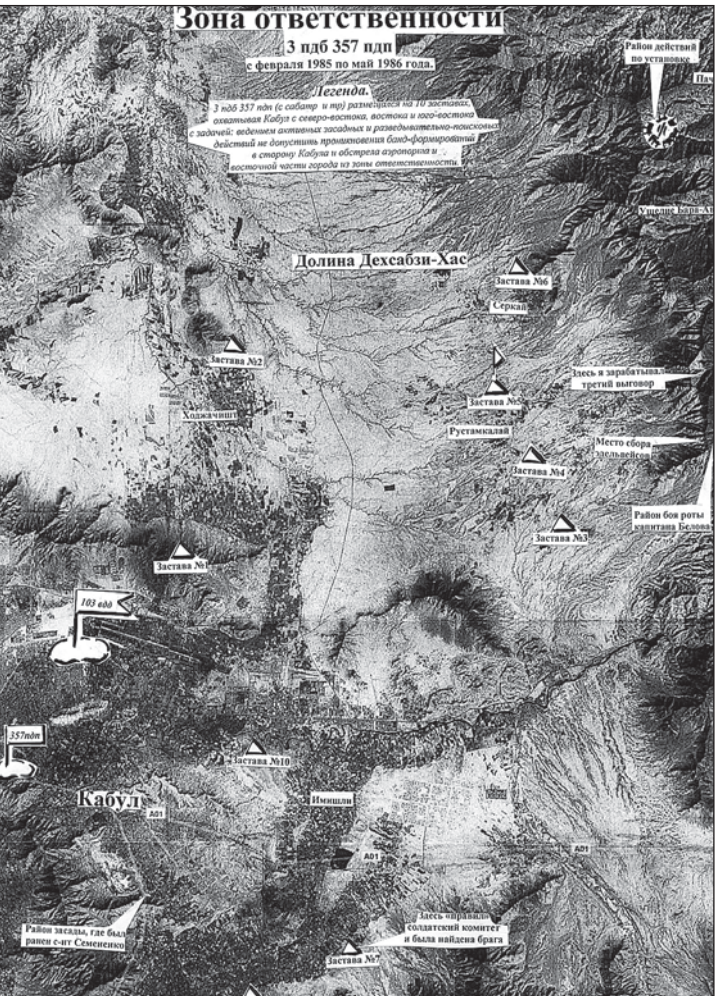 Зона ответственности
3 пдб 357 пдп
с февраля 1985 по май 1986 года.
Легенда.
3 пдб 357 пдп (с сабатр и тр) размещался на 10 заставах,
охватывая Кабул с северо-востока, востока и юго-востока
с задачей: ведением активных засадных и разведывательно-поисковых
действий не допустить проникновения банд-формирований
в сторону Кабула и обстрела аэропорта и
восточной части города из зоны ответственности.
Район действий
по установке
Пач
Ущелье
Долина Дехсабзи-Хас
Застава №6
Серкай
Застава №2
Здесь я зарабатывал
третий выговор
Застава №5
Ходжачишт
Рустамкалай
Место сбора
эдельвейсов
Застава №4
Район боя роты
капитана Белова
Застава №3
Застава №1
103 вдд
357пдп
Застава №10
Кабул
Имишли
А01
А01
А01
Здесь «правил»
солдатский комитет
и была найдена брага
Район засады, где был
ранен с-нт Семененко
Застава №7